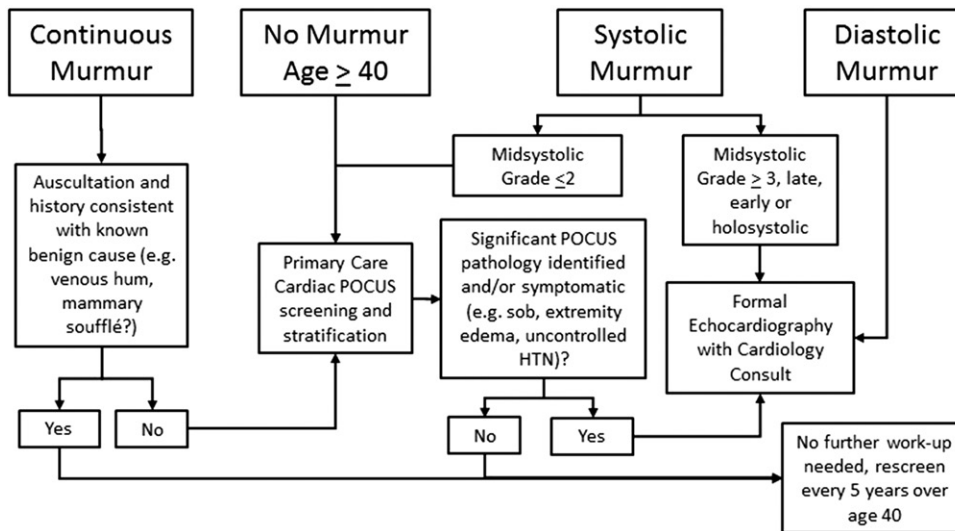 Continuous
Murmur
No Murmur
Age ≥ 40
Systolic
Murmur
Diastolic
Murmur
Midsystolic
Grade ≤2
Midsystolic
Grade ≥ 3, late,
early or
holosystolic
Auscultation and
history consistent
with known
benign cause (e.g.
venous hum,
mammary
soufflé?)
Primary Care
Cardiac POCUS
screening and
stratification
Significant POCUS
pathology identified
and/or symptomatic
(e.g. sob, extremity
edema, uncontrolled
HTN)?
Formal
Echocardiography
with Cardiology
Consult
Yes
No
No
Yes
No further work-up
needed, rescreen
every 5 years over
age 40